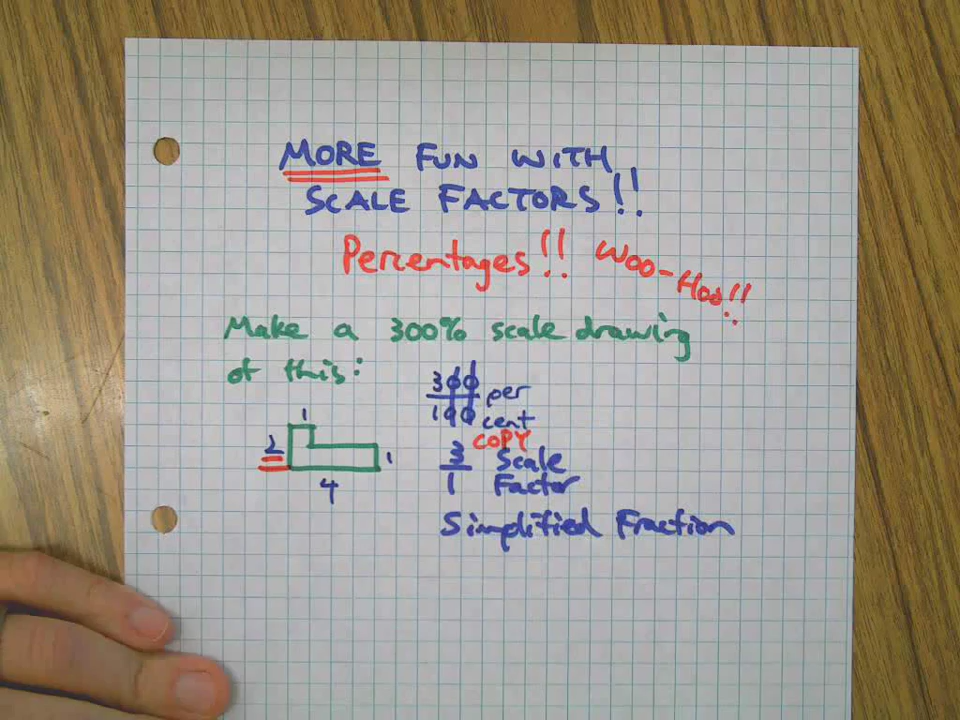 MORE FUN WITH
SCALE FACTORS!!
Percentages!! Woo-Hoo!!
Make a 300% scale drawing
of this:
300
100 per
cent
COPY
3 Scale
1 Factor
Simplified Fraction
1
2
1
4